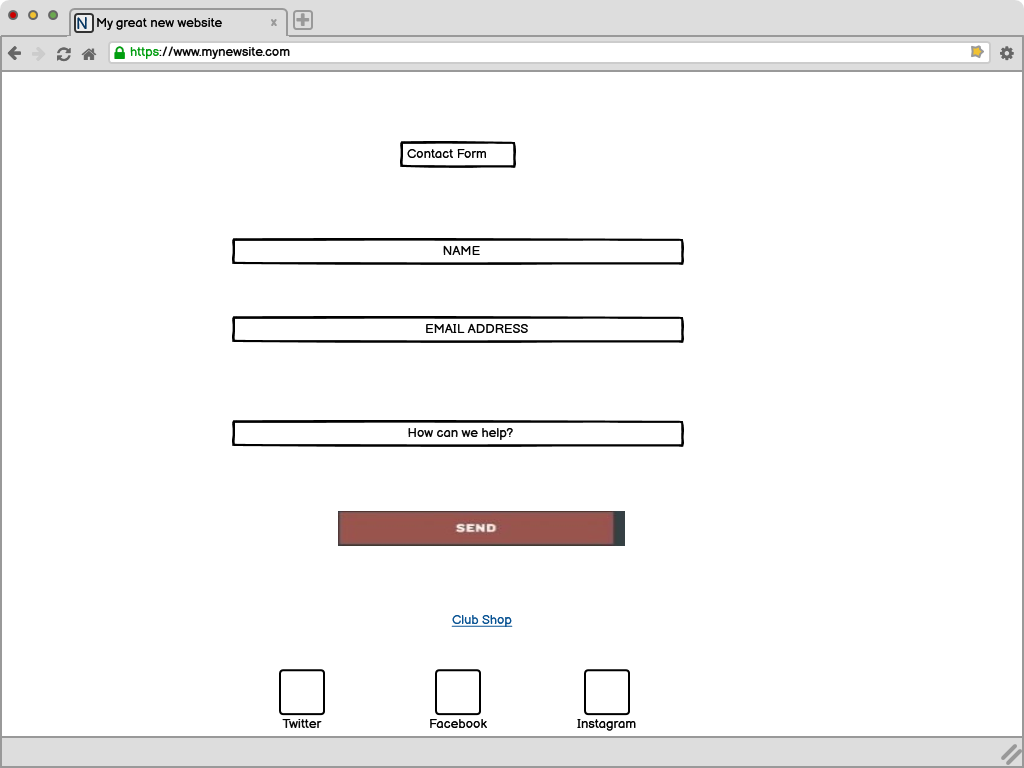 N My great new website x
https://www.mynewsite.com
Contact Form
NAME
EMAIL ADDRESS
How can we help?
SEND
Club Shop
Twitter Facebook Instagram